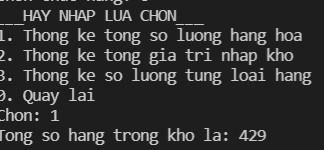 ___HAY NHAP LUA CHON___
1. Thong ke tong so luong hang hoa
2. Thong ke tong gia tri nhap kho
3. Thong ke so luong tung loai hang
0. Quay lai
Chon: 1
Tong so hang trong kho la: 429